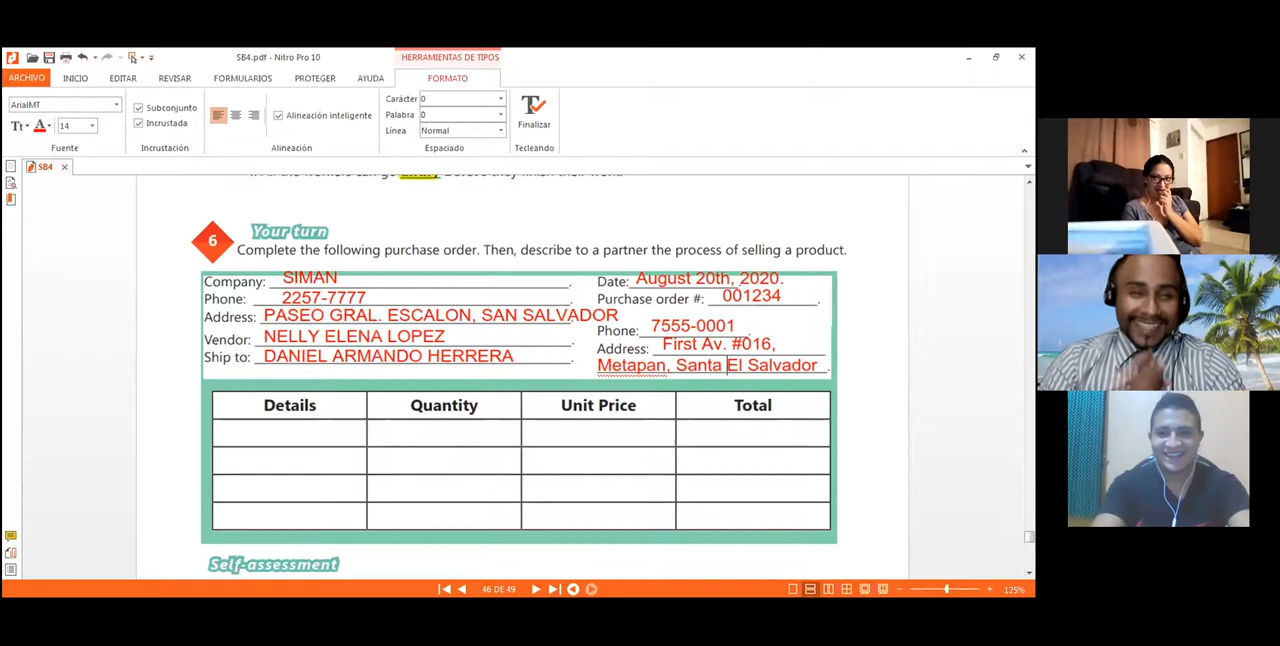 SB4.pdf - Nitro Pro 10
HERRAMIENTAS DE TIPOS
ARCHIVO INICIO EDITAR REVISAR FORMULARIOS PROTEGER AYUDA FORMATO
ArialMT
Subconjunto
Incrustada
Tt A 14
Fuente
Incrustación
Alineación inteligente
Alineación
Carácter 0
Palabra 0
Línea Normal
Espaciado
Finalizar
Tecleando
SB4
6 Your turn
Complete the following purchase order. Then, describe to a partner the process of selling a product.
Company: SIMAN
Phone: 2257-7777
Address: PASEO GRAL. ESCALON, SAN SALVADOR
Vendor: NELLY ELENA LOPEZ
Ship to: DANIEL ARMANDO HERRERA
Date: August 20th, 2020.
Purchase order #: 001234
Phone: 7555-0001
Address: First Av. #016,
Metapan, Santa El Salvador
Details Quantity Unit Price Total
Self-assessment
46 DE 49
125%